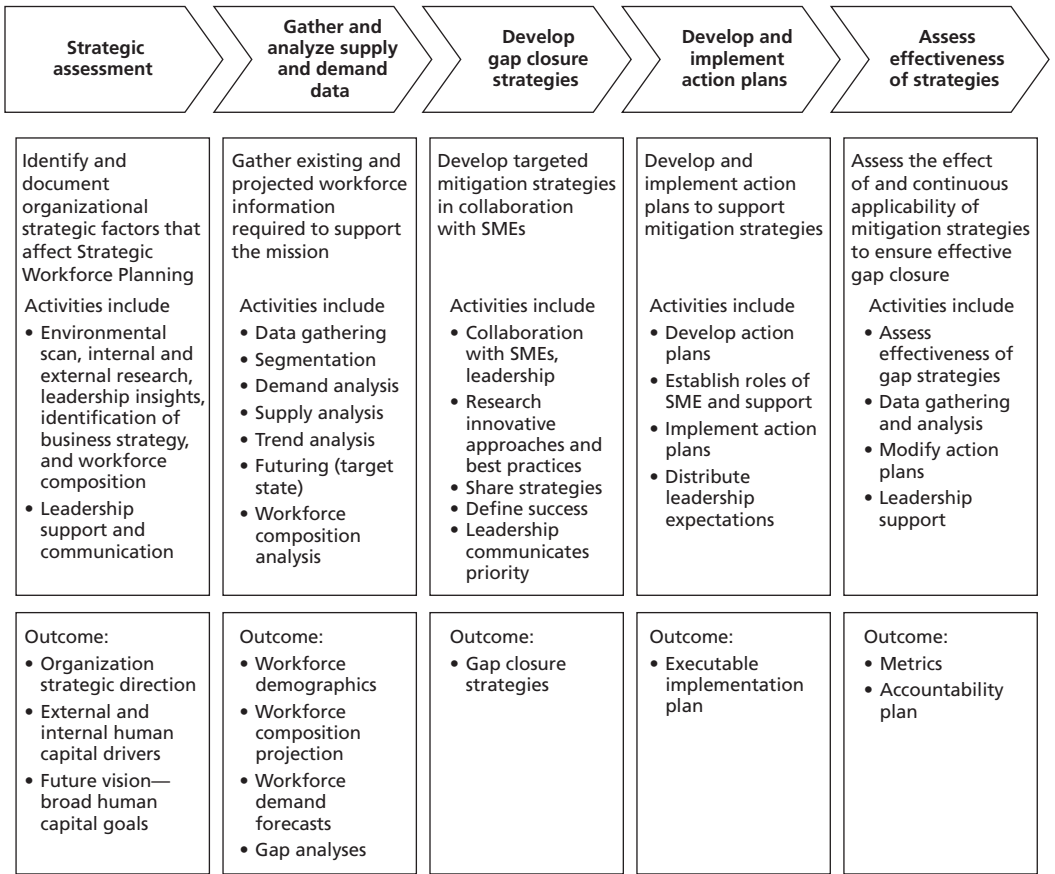 Strategic
assessment
Gather and
analyze supply
and demand
data
Develop
gap closure
strategies
Develop and
implement
action plans
Assess
effectiveness
of strategies
Identify and
document
organizational
strategic factors that
affect Strategic
Workforce Planning
Activities include
• Environmental
scan, internal and
external research,
leadership insights,
identification of
business strategy,
and workforce
composition
• Leadership
support and
communication
Gather existing and
projected workforce
information
required to support
the mission
Activities include
• Data gathering
• Segmentation
• Demand analysis
• Supply analysis
• Trend analysis
• Futuring (target
state)
• Workforce
composition
analysis
Develop targeted
mitigation strategies
in collaboration
with SMEs
Activities include
• Collaboration
with SMEs,
leadership
• Research
innovative
approaches and
best practices
• Share strategies
• Define success
• Leadership
communicates
priority
Develop and
implement action
plans to support
mitigation strategies
Activities include
• Develop action
plans
• Establish roles of
SME and support
• Implement action
plans
• Distribute
leadership
expectations
Assess the effect
of and continuous
applicability of
mitigation strategies
to ensure effective
gap closure
Activities include
• Assess
effectiveness of
gap strategies
• Data gathering
and analysis
• Modify action
plans
• Leadership
support
Outcome:
• Organization
strategic direction
• External and
internal human
capital drivers
• Future vision—
broad human
capital goals
Outcome:
• Workforce
demographics
• Workforce
composition
projection
• Workforce
demand
forecasts
• Gap analyses
Outcome:
• Gap closure
strategies
Outcome:
• Executable
implementation
plan
Outcome:
• Metrics
• Accountability
plan